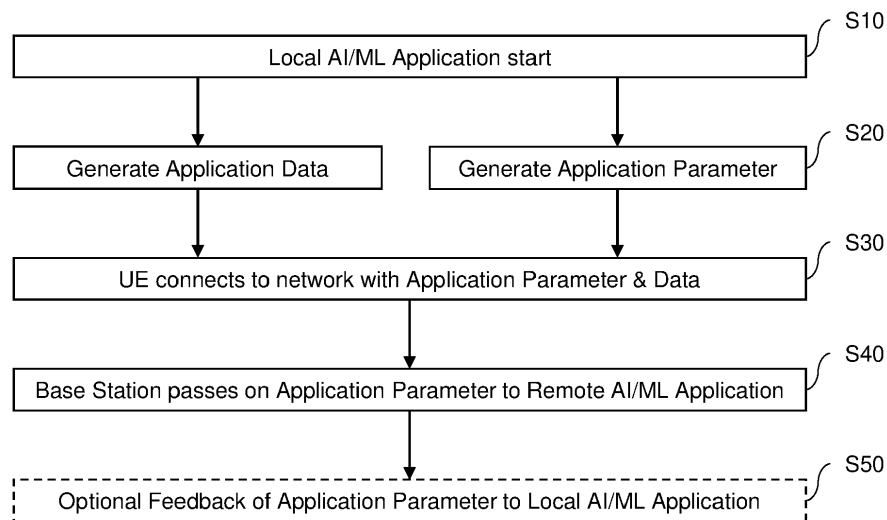 S10
Local AI/ML Application start
S20
Generate Application Data
Generate Application Parameter
S30
UE connects to network with Application Parameter & Data
S40
Base Station passes on Application Parameter to Remote AI/ML Application
S50
Optional Feedback of Application Parameter to Local AI/ML Application